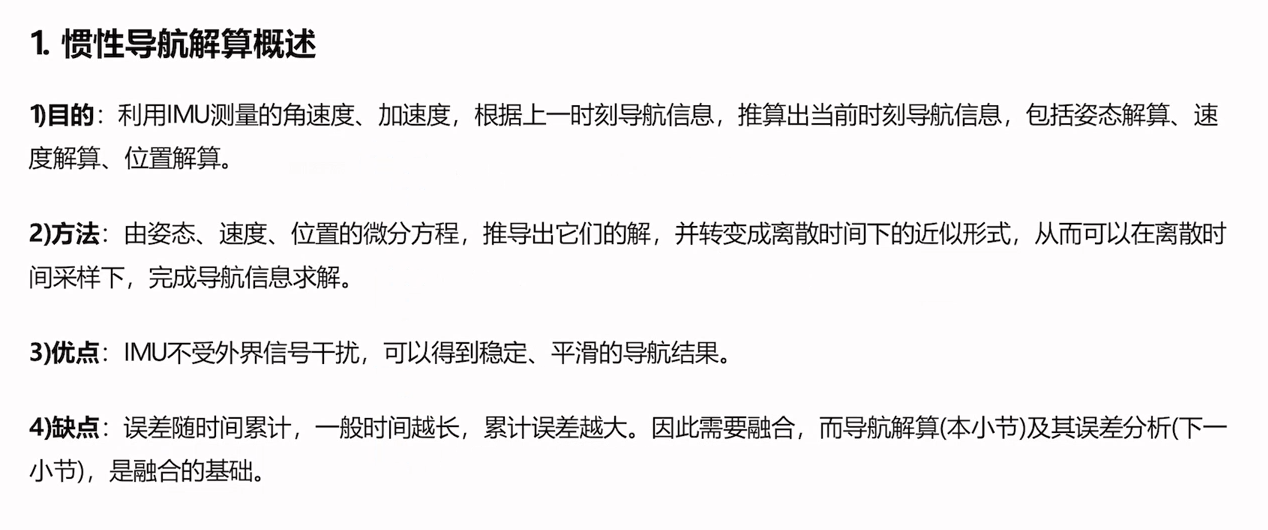 1. 惯性导航解算概述
1)目的：利用IMU测量的角速度、加速度，根据上一时刻导航信息，推算出当前时刻导航信息，包括姿态解算、速
度解算、位置解算。
2)方法：由姿态、速度、位置的微分方程，推导出它们的解，并转变成离散时间下的近似形式，从而可以在离散时
间采样下，完成导航信息求解。
3)优点：IMU不受外界信号干扰，可以得到稳定、平滑的导航结果。
4)缺点：误差随时间累计，一般时间越长，累计误差越大。因此需要融合，而导航解算(本小节)及其误差分析(下一
小节)，是融合的基础。